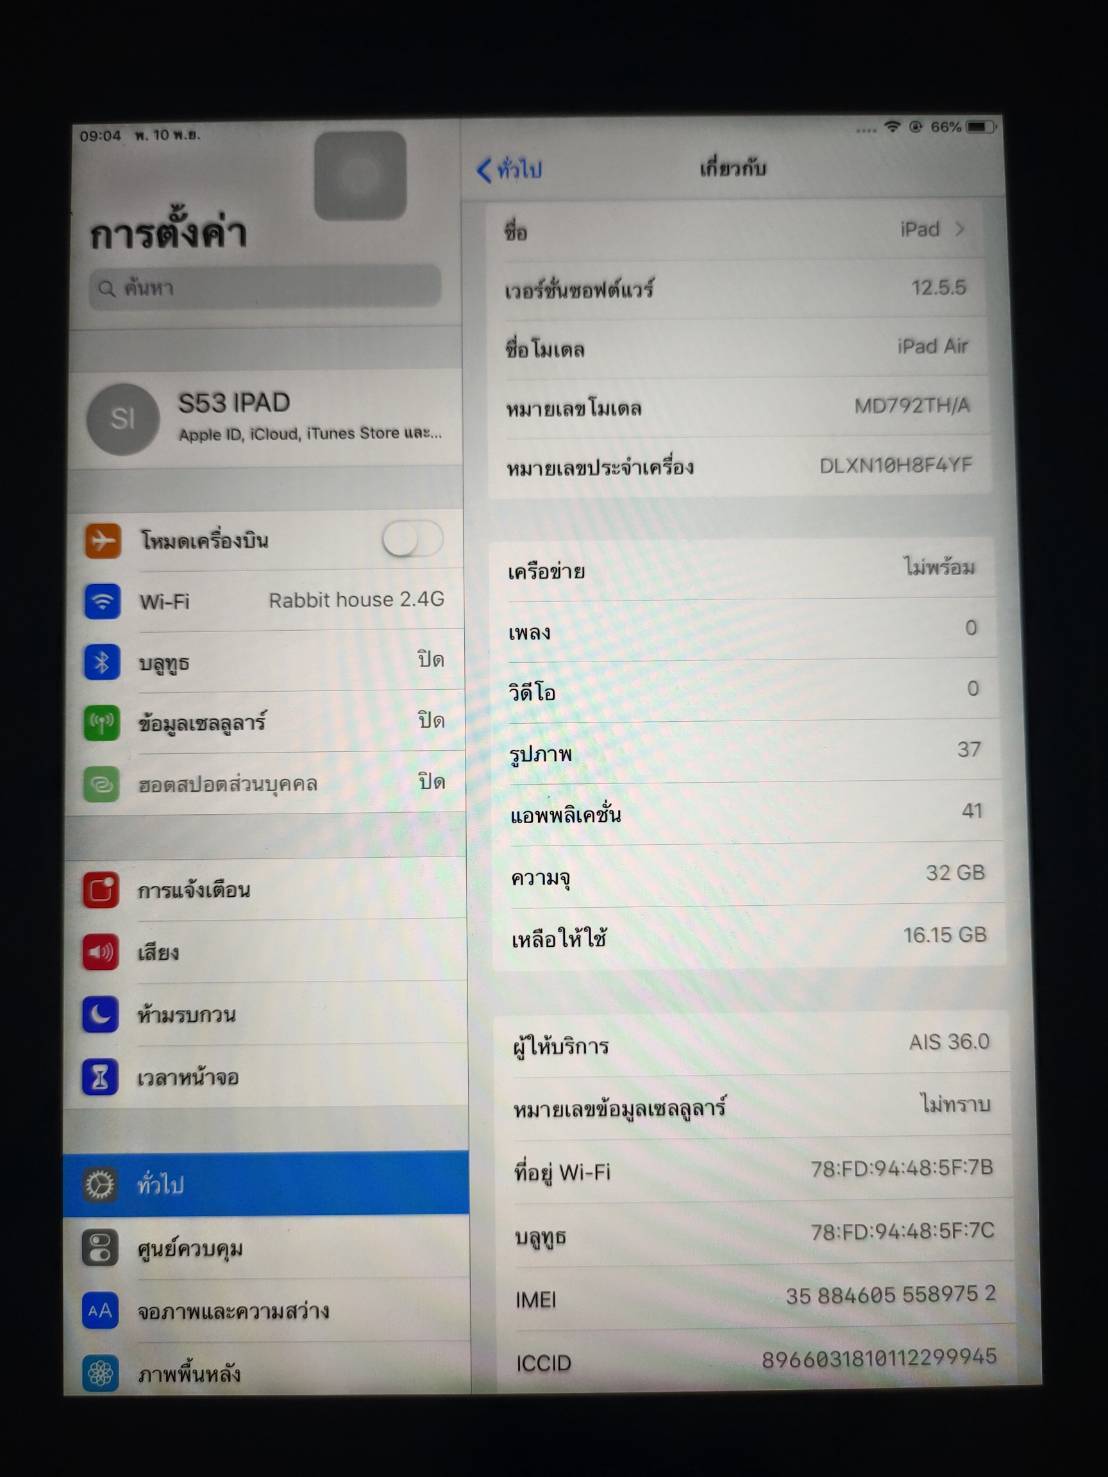 09:04 พ. 10 พ.ย.
66%
การตั้งค่า
ค้นหา
SI
S53 IPAD
Apple ID, iCloud, iTunes Store และ...
โหมดเครื่องบิน
Wi-Fi Rabbit house 2.4G
บลูทูธ ปิด
ข้อมูลเซลลูลาร์ ปิด
ฮอตสปอตส่วนบุคคล ปิด
การแจ้งเตือน
เสียง
ห้ามรบกวน
เวลาหน้าจอ
ทั่วไป
ศูนย์ควบคุม
AA จอภาพและความสว่าง
ภาพพื้นหลัง
ทั่วไป เกี่ยวกับ
ชื่อ iPad
เวอร์ชั่นซอฟต์แวร์ 12.5.5
ชื่อโมเดล iPad Air
หมายเลขโมเดล MD792TH/A
หมายเลขประจำเครื่อง DLXN10H8F4YF
เครือข่าย ไม่พร้อม
เพลง 0
วิดีโอ 0
รูปภาพ 37
แอพพลิเคชั่น 41
ความจุ 32 GB
เหลือให้ใช้ 16.15 GB
ผู้ให้บริการ AIS 36.0
หมายเลขข้อมูลเซลลูลาร์ ไม่ทราบ
ที่อยู่ Wi-Fi 78:FD:94:48:5F:7B
บลูทูธ 78:FD:94:48:5F:7C
IMEI 35 884605 558975 2
ICCID 8966031810112299945